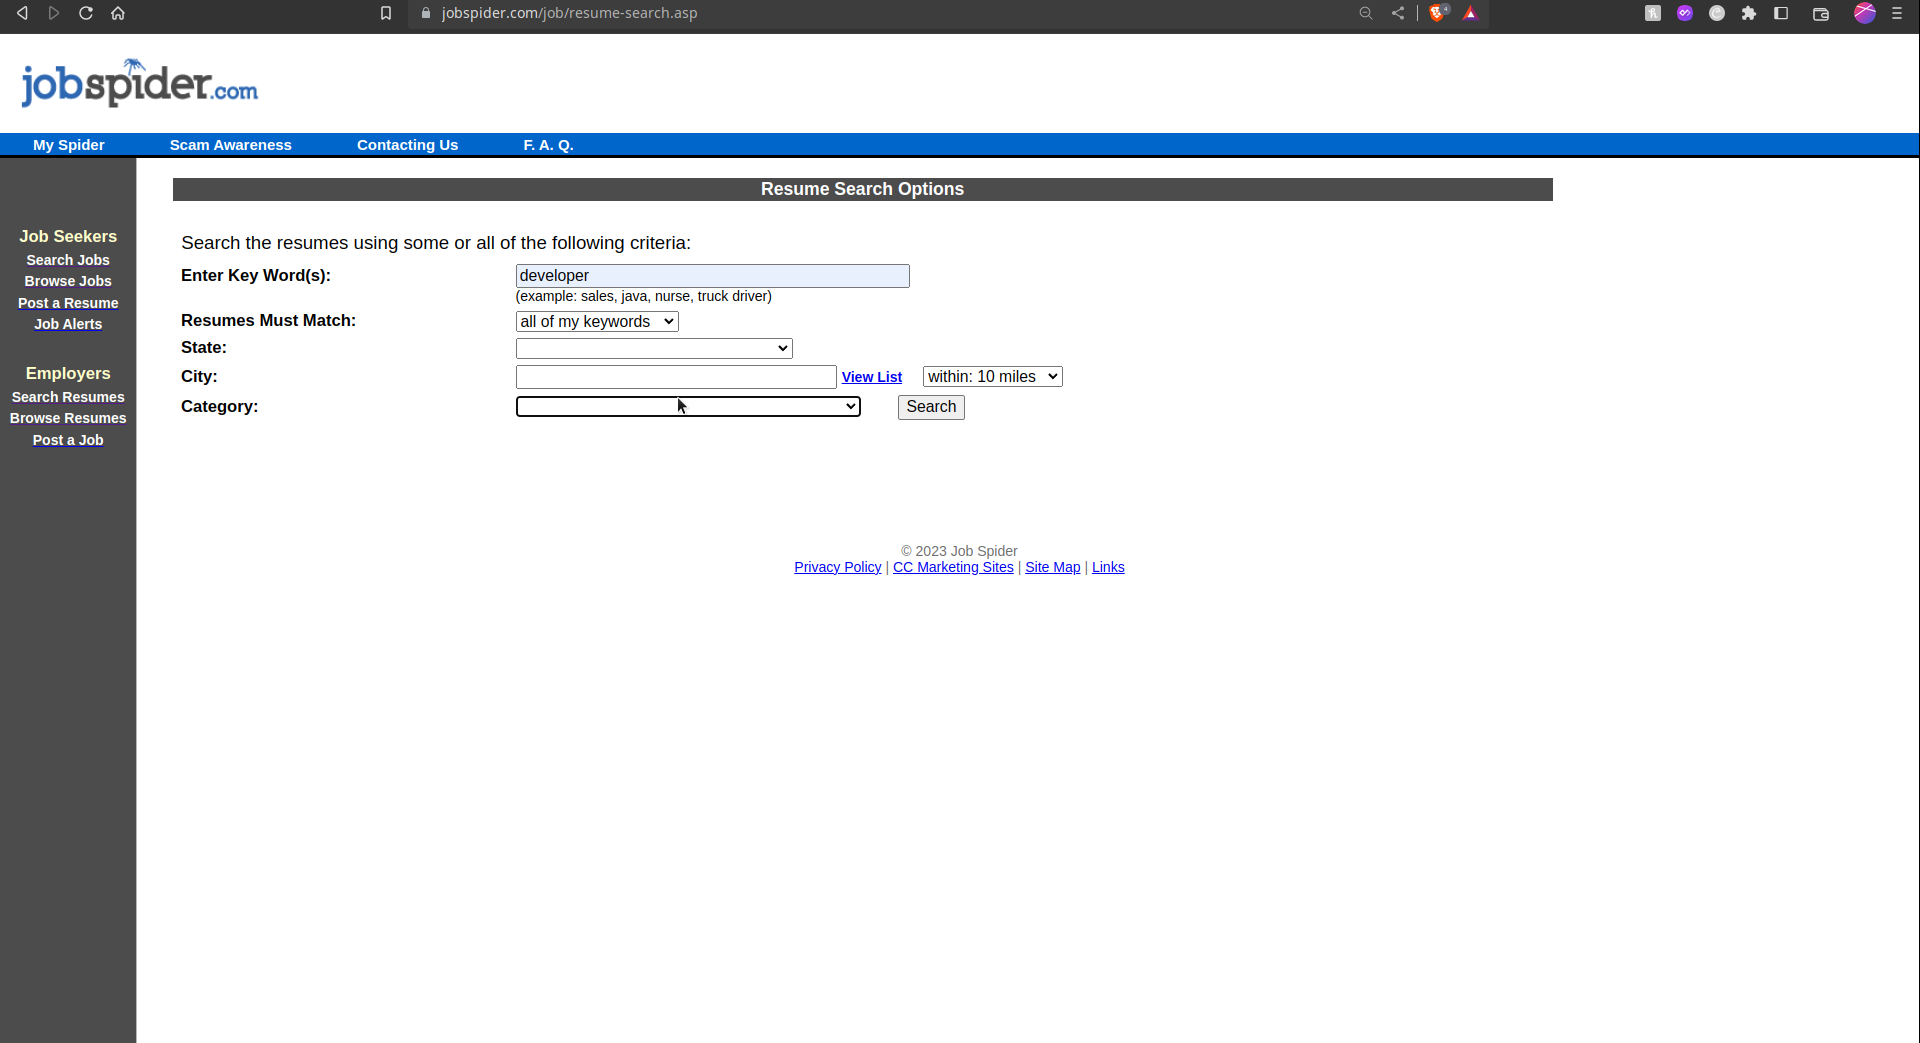 jobspider.com/job/resume-search.asp
4
jobspider.com
My Spider Scam Awareness Contacting Us F. A. Q.
Resume Search Options
Job Seekers
Search Jobs
Browse Jobs
Post a Resume
Job Alerts
Employers
Search Resumes
Browse Resumes
Post a Job
Search the resumes using some or all of the following criteria:
Enter Key Word(s): developer
(example: sales, java, nurse, truck driver)
Resumes Must Match: all of my keywords
State:
City: View List within: 10 miles
Category: Search
© 2023 Job Spider
Privacy Policy | CC Marketing Sites | Site Map | Links